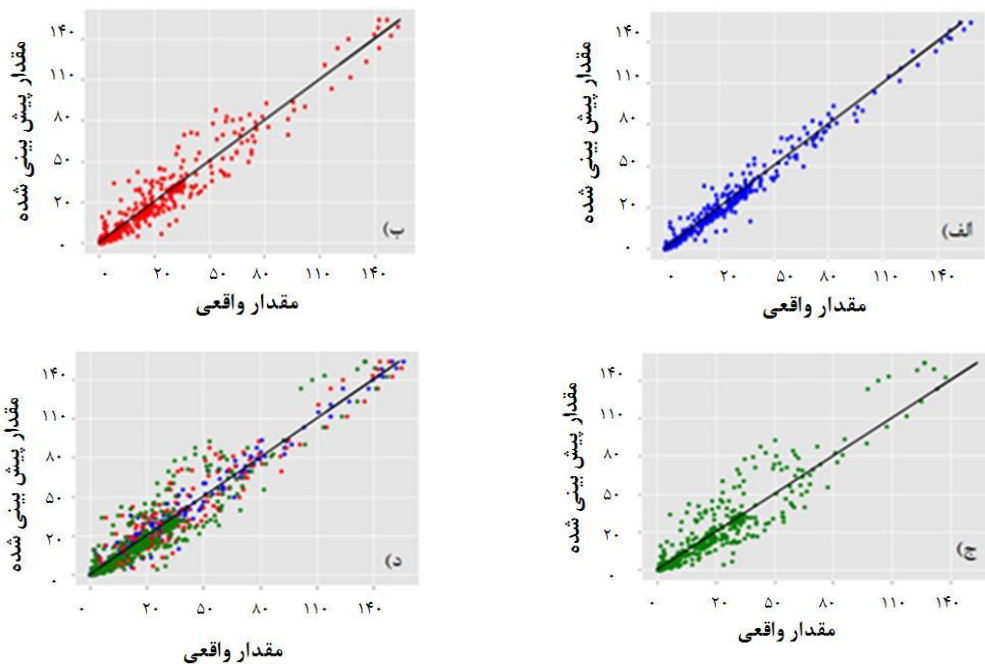 مقدار پیش بینی شده
۱۴۰
۱۱۰
۸۰
۵۰
۲۰
۰
الف)
۰ ۲۰ ۵۰ ۸۰ ۱۱۰ ۱۴۰
مقدار واقعی
مقدار پیش بینی شده
۱۴۰
۱۱۰
۸۰
۵۰
۲۰
۰
ب)
۰ ۲۰ ۵۰ ۸۰ ۱۱۰ ۱۴۰
مقدار واقعی
مقدار پیش بینی شده
۱۴۰
۱۱۰
۸۰
۵۰
۲۰
۰
ج)
۰ ۲۰ ۵۰ ۸۰ ۱۱۰ ۱۴۰
مقدار واقعی
مقدار پیش بینی شده
۱۴۰
۱۱۰
۸۰
۵۰
۲۰
۰
د)
۰ ۲۰ ۵۰ ۸۰ ۱۱۰ ۱۴۰
مقدار واقعی